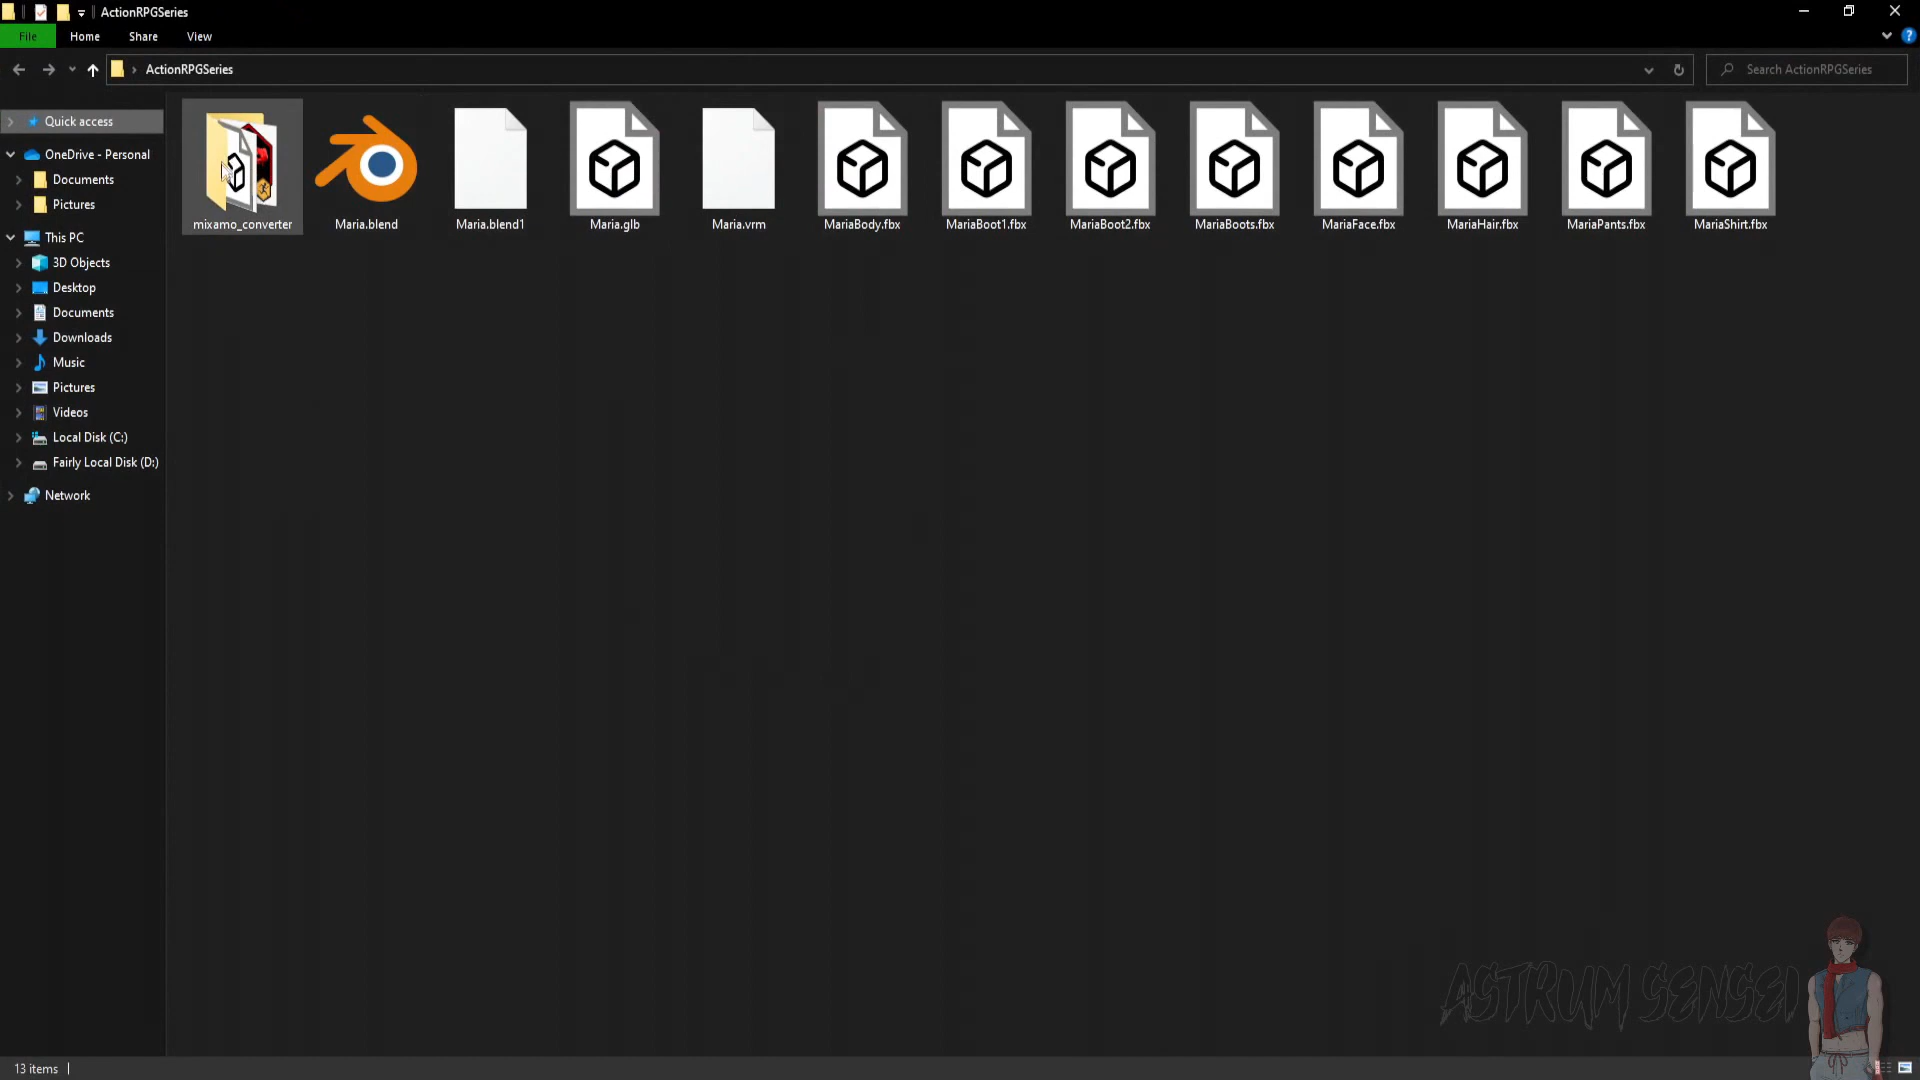 ActionRPGSeries
File
Home
Share
View
ActionRPGSeries
Search ActionRPGSeries
Quick access
OneDrive - Personal
Documents
Pictures
This PC
3D Objects
Desktop
Documents
Downloads
Music
Pictures
Videos
Local Disk (C:)
Fairly Local Disk (D:)
Network
mixamo_converter
Maria.blend
Maria.blend1
Maria.glb
Maria.vrm
MariaBody.fbx
MariaBoot1.fbx
MariaBoot2.fbx
MariaBoots.fbx
MariaFace.fbx
MariaHair.fbx
MariaPants.fbx
MariaShirt.fbx
ASTRUM SENSEI
13 items